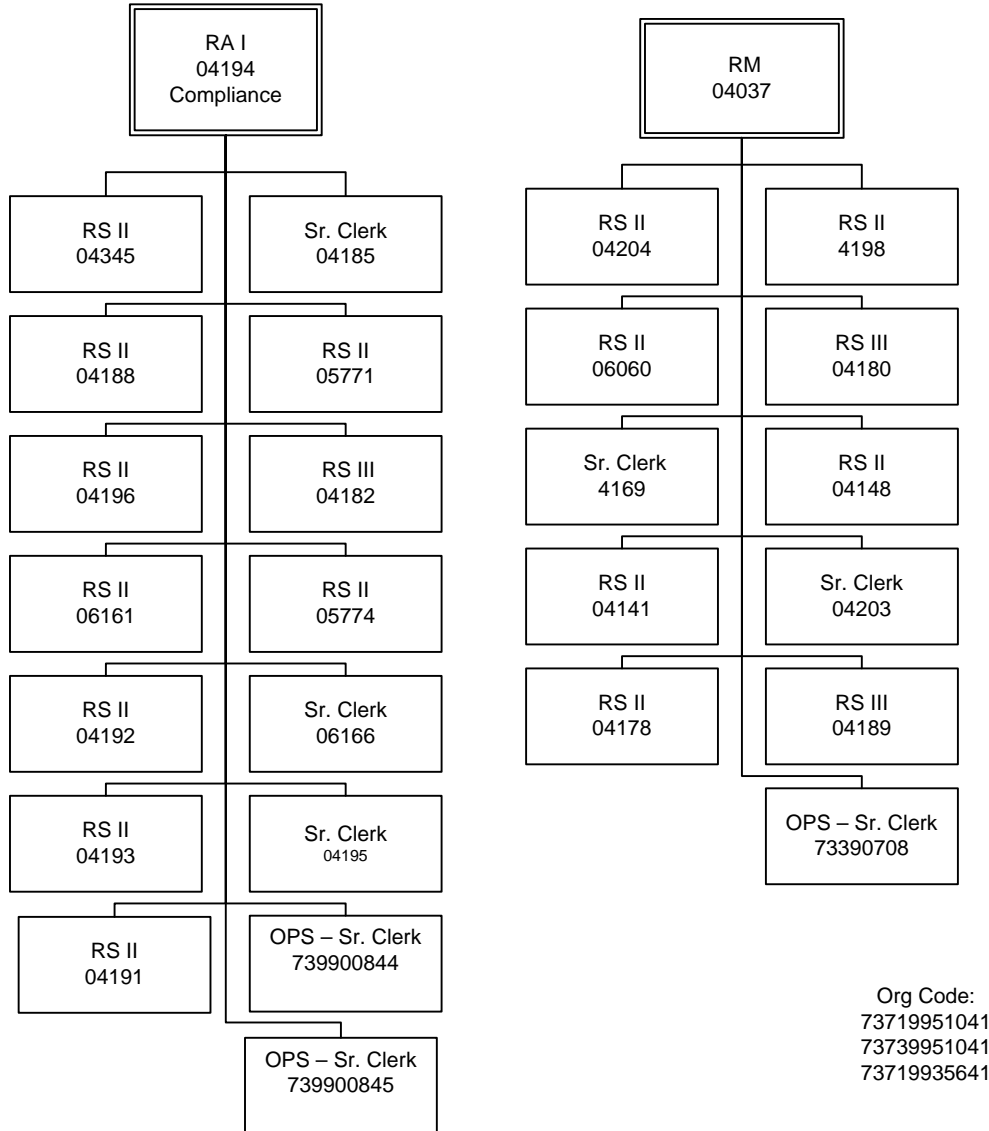 RA I
04194
Compliance
RS II
04345
Sr. Clerk
04185
RS II
04188
RS II
05771
RS II
04196
RS III
04182
RS II
06161
RS II
05774
RS II
04192
Sr. Clerk
06166
RS II
04193
Sr. Clerk
04195
RS II
04191
OPS – Sr. Clerk
739900844
OPS – Sr. Clerk
739900845
RM
04037
RS II
04204
RS II
4198
RS II
06060
RS III
04180
Sr. Clerk
4169
RS II
04148
RS II
04141
Sr. Clerk
04203
RS II
04178
RS III
04189
OPS – Sr. Clerk
73390708
Org Code:
73719951041
73739951041
73719935641